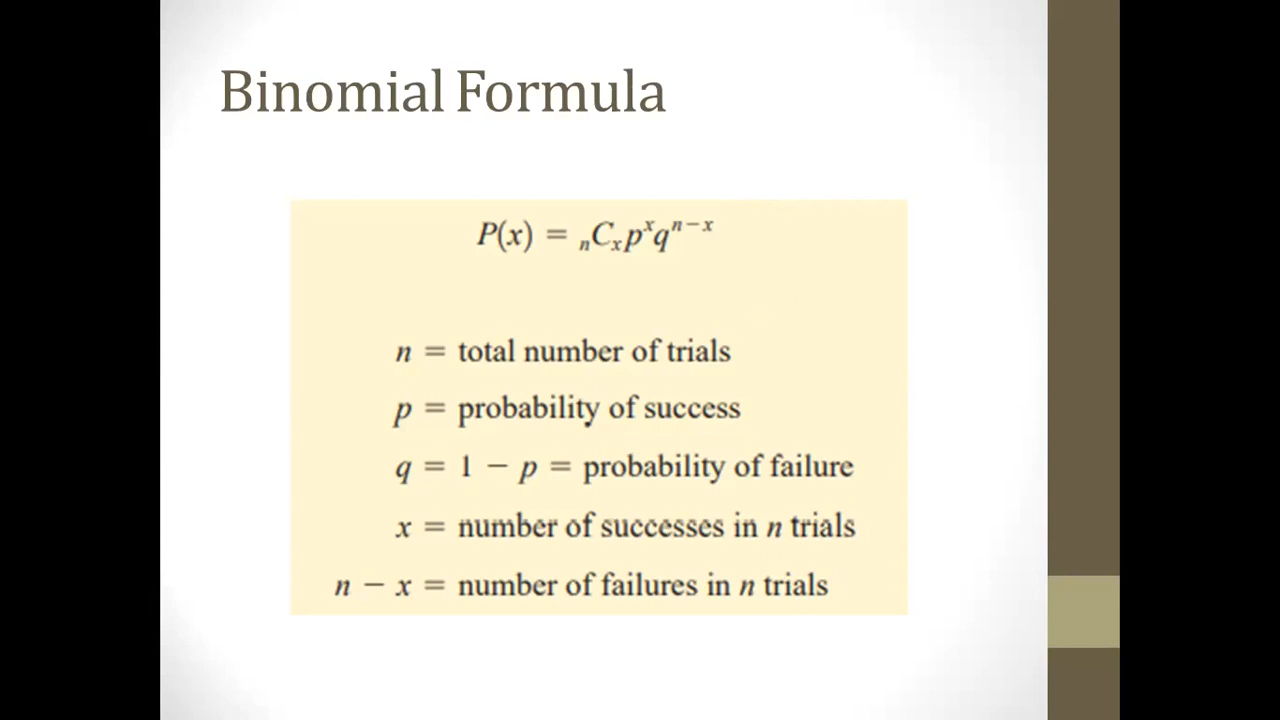 Binomial Formula
P(x) = ₙCₓpˣqⁿ⁻ˣ
n = total number of trials
p = probability of success
q = 1 − p = probability of failure
x = number of successes in n trials
n − x = number of failures in n trials